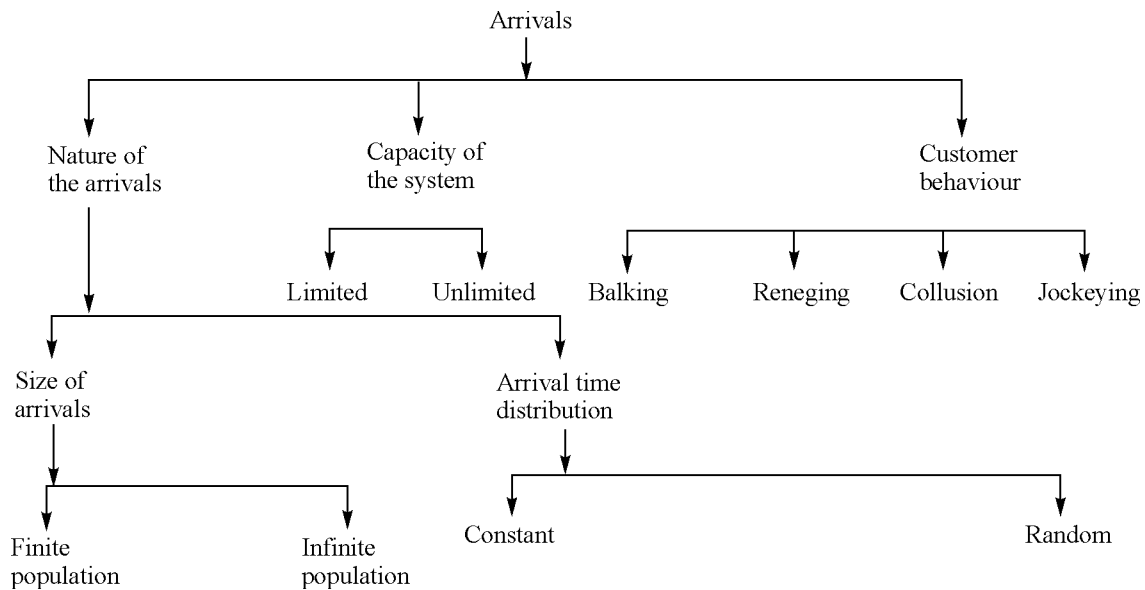 Arrivals
Nature of
the arrivals
Capacity of
the system
Customer
behaviour
Limited
Unlimited
Balking
Reneging
Collusion
Jockeying
Size of
arrivals
Arrival time
distribution
Finite
population
Infinite
population
Constant
Random